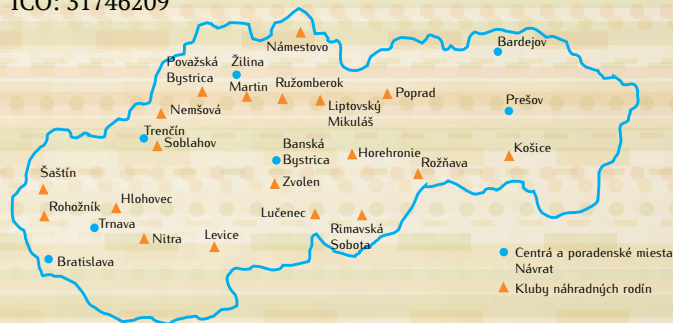 IČO: 31746209
Námestovo
Bardejov
Považská
Bystrica
Žilina
Martin
Ružomberok
Liptovský
Mikuláš
Poprad
Prešov
Nemšová
Trenčín
Soblahov
Banská
Bystrica
Horehronie
Rožňava
Košice
Zvolen
Šaštín
Rohožník
Hlohovec
Trnava
Nitra
Levice
Lučenec
Rimavská
Sobota
Bratislava
Centrá a poradenské miesta
Návrat
Kluby náhradných rodín